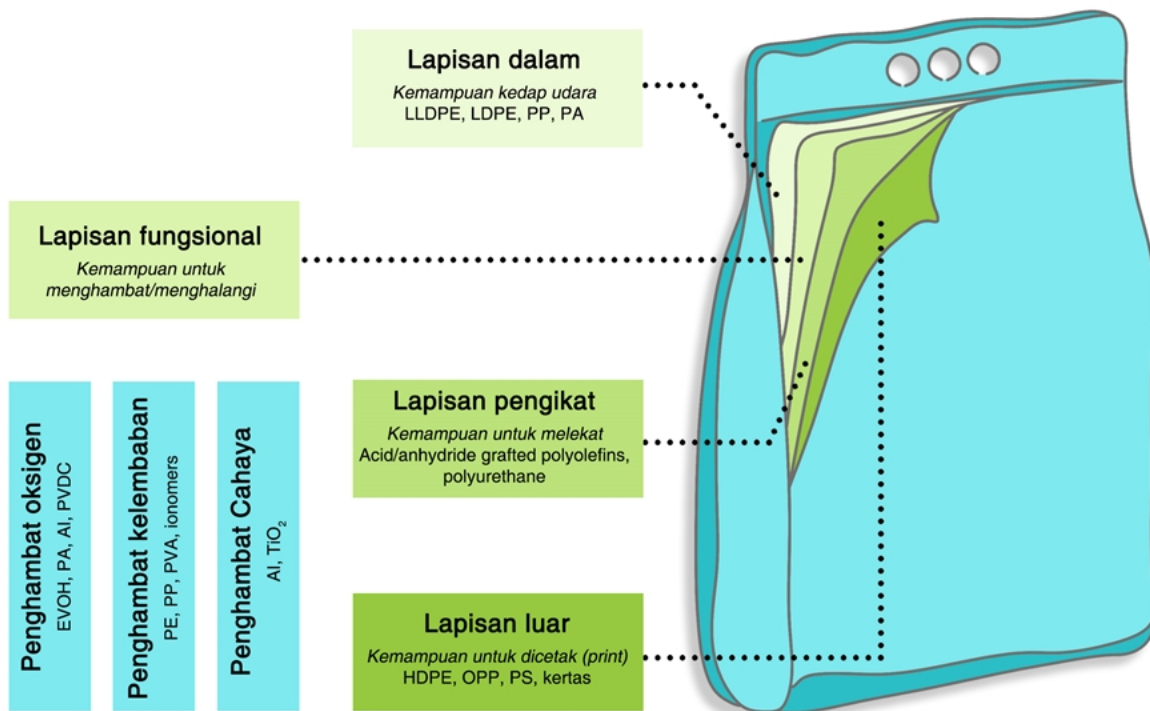 Lapisan dalam
Kemampuan kedap udara
LLDPE, LDPE, PP, PA
Lapisan fungsional
Kemampuan untuk
menghambat/menghalangi
Penghambat oksigen
EVOH, PA, Al, PVDC
Penghambat kelembaban
PE, PP, PVA, ionomers
Penghambat Cahaya
Al, TiO₂
Lapisan pengikat
Kemampuan untuk melekat
Acid/anhydride grafted polyolefins,
polyurethane
Lapisan luar
Kemampuan untuk dicetak (print)
HDPE, OPP, PS, kertas